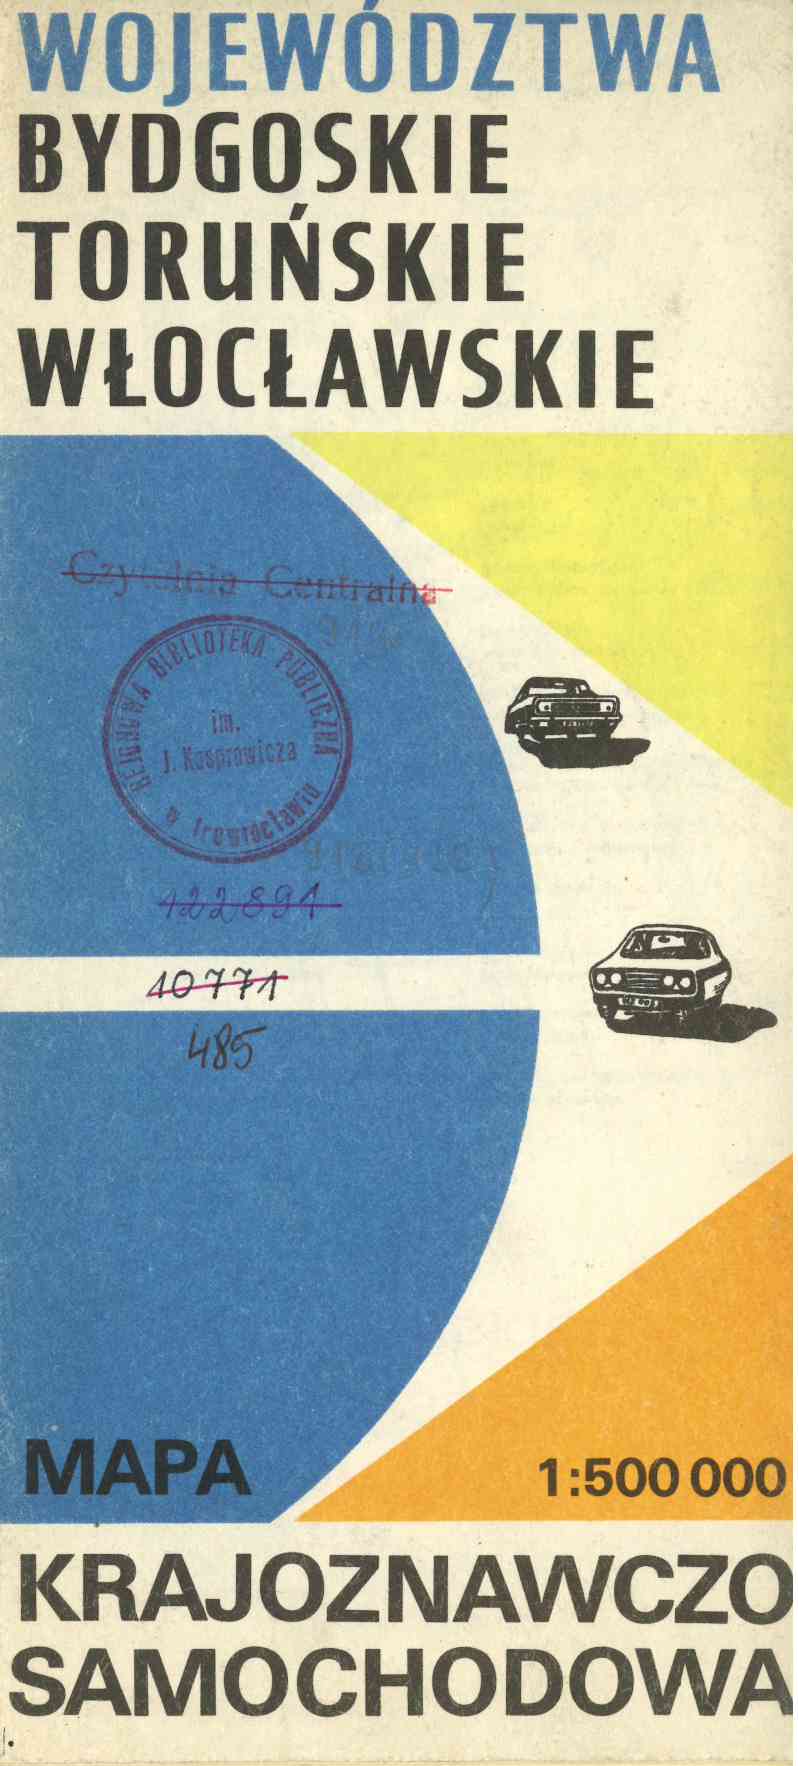 WOJEWÓDZTWA
BYDGOSKIE
TORUŃSKIE
WŁOCŁAWSKIE
Czytelnia Centralna
REJONOWA BIBLIOTEKA PUBLICZNA
im.
J. Kasprowicza
w Inowrocławiu
122891
10771
485
MAPA
1:500 000
KRAJOZNAWCZO
SAMOCHODOWA